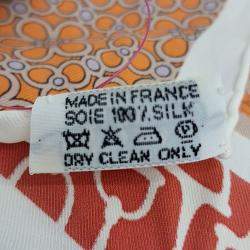 MADE IN FRANCE
SOIE 100% SILK
DRY CLEAN ONLY